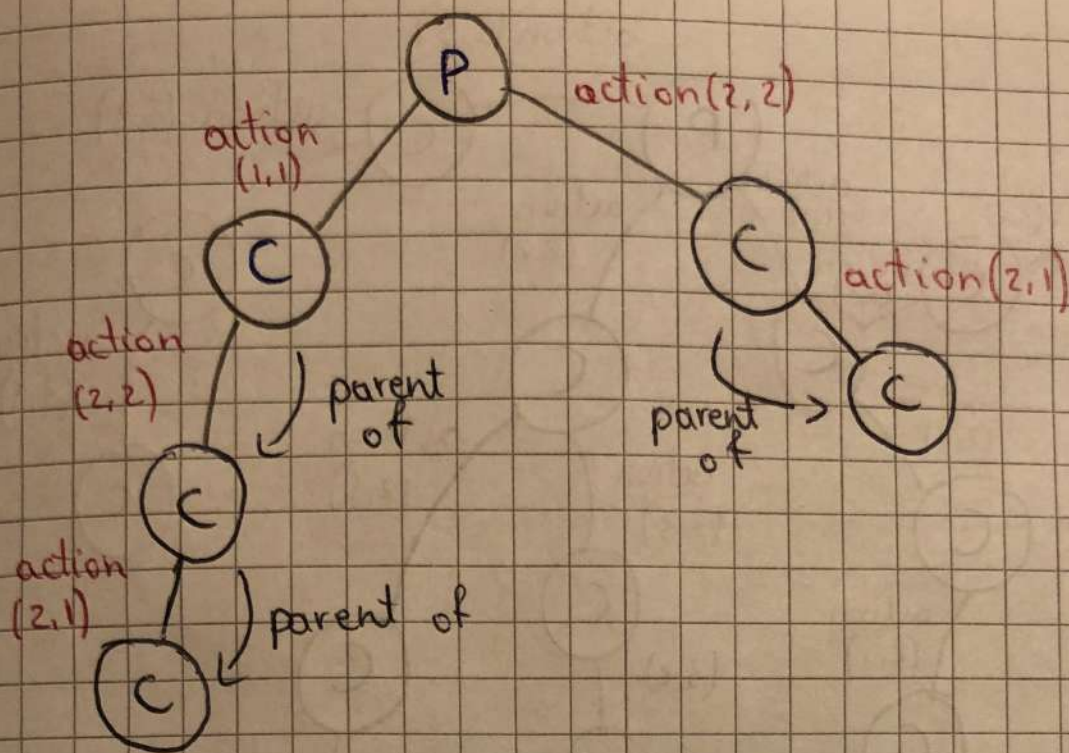 P
action(2,2)
action
(1,1)
C
C
action(2,1)
action
(2,2)
parent
of
parent
of
C
C
action
(2,1)
parent of
C